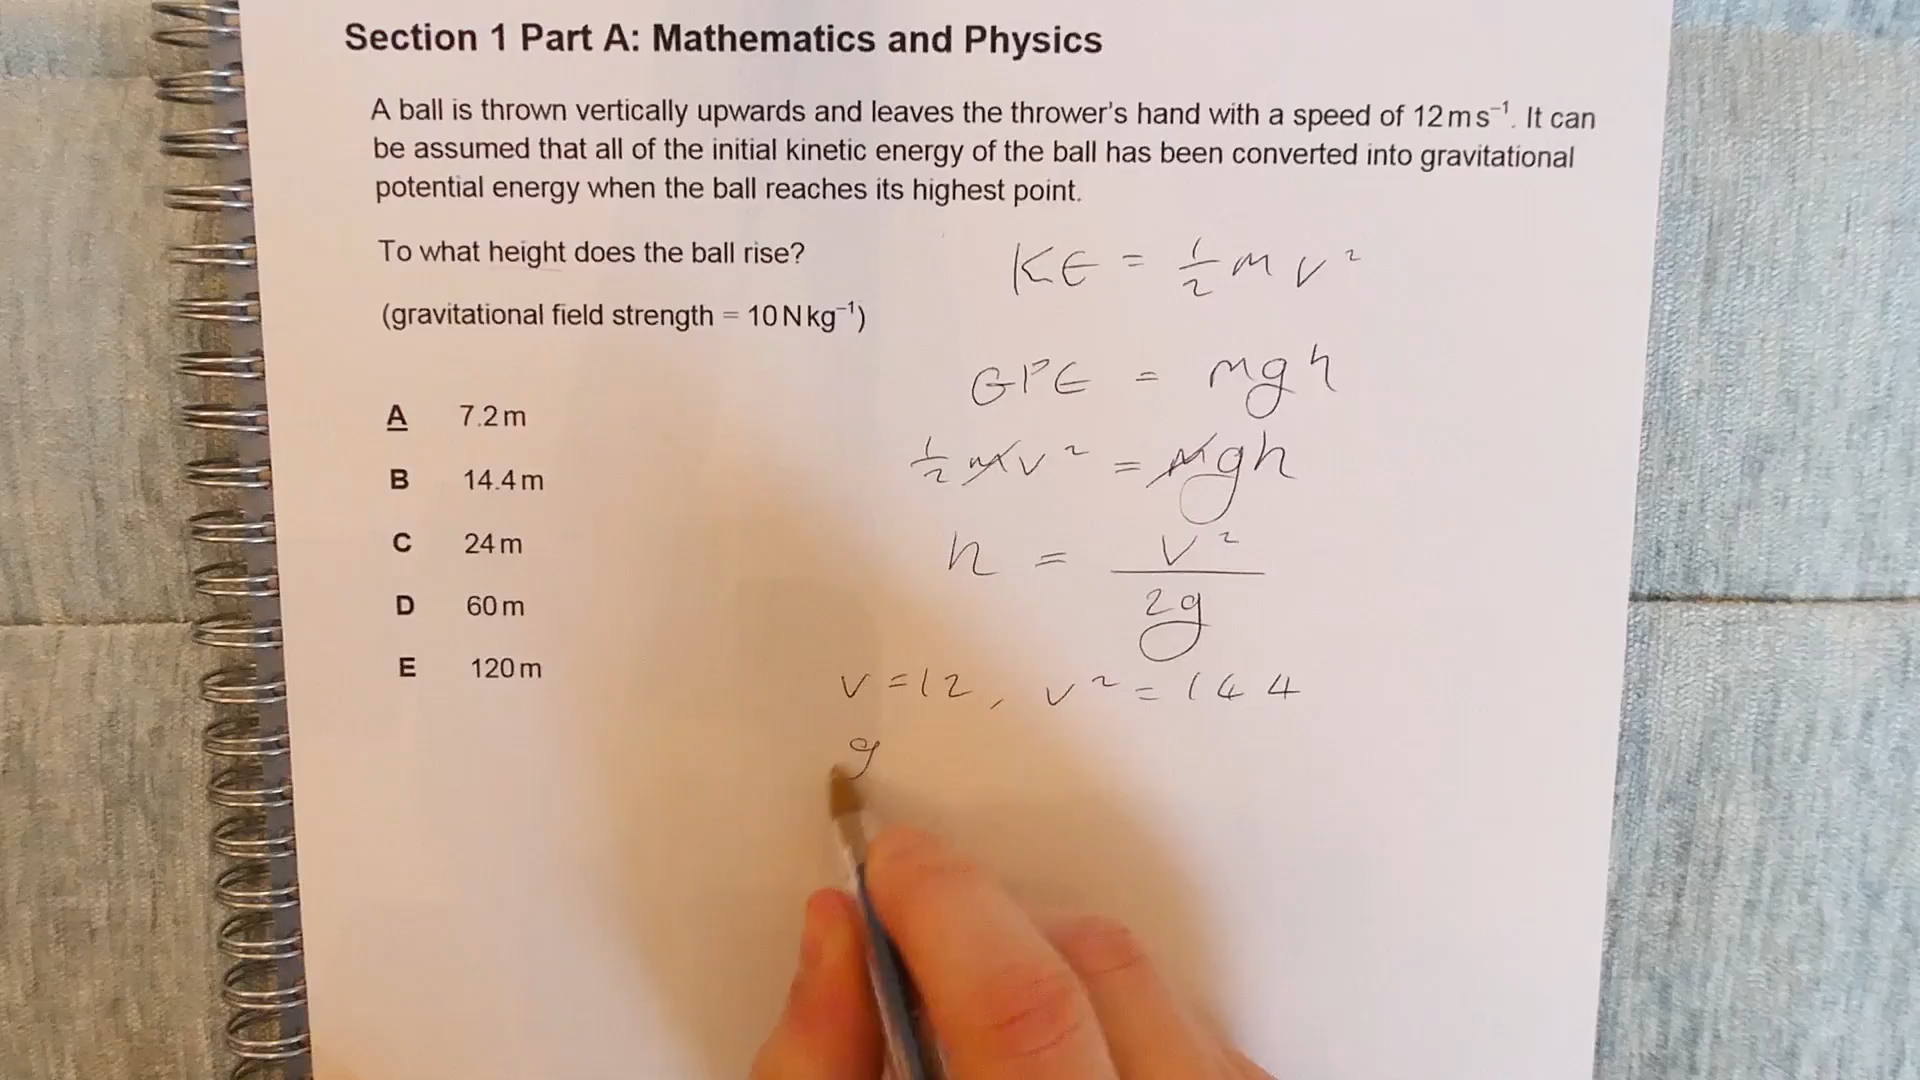 Section 1 Part A: Mathematics and Physics
A ball is thrown vertically upwards and leaves the thrower's hand with a speed of 12 m s⁻¹. It can
be assumed that all of the initial kinetic energy of the ball has been converted into gravitational
potential energy when the ball reaches its highest point.
To what height does the ball rise?
(gravitational field strength = 10 N kg⁻¹)
A 7.2 m
B 14.4 m
C 24 m
D 60 m
E 120 m
KE = 1/2 m v²
GPE = mgh
1/2 mv² = mgh
h = v²/2g
v = 12, v² = 144
g